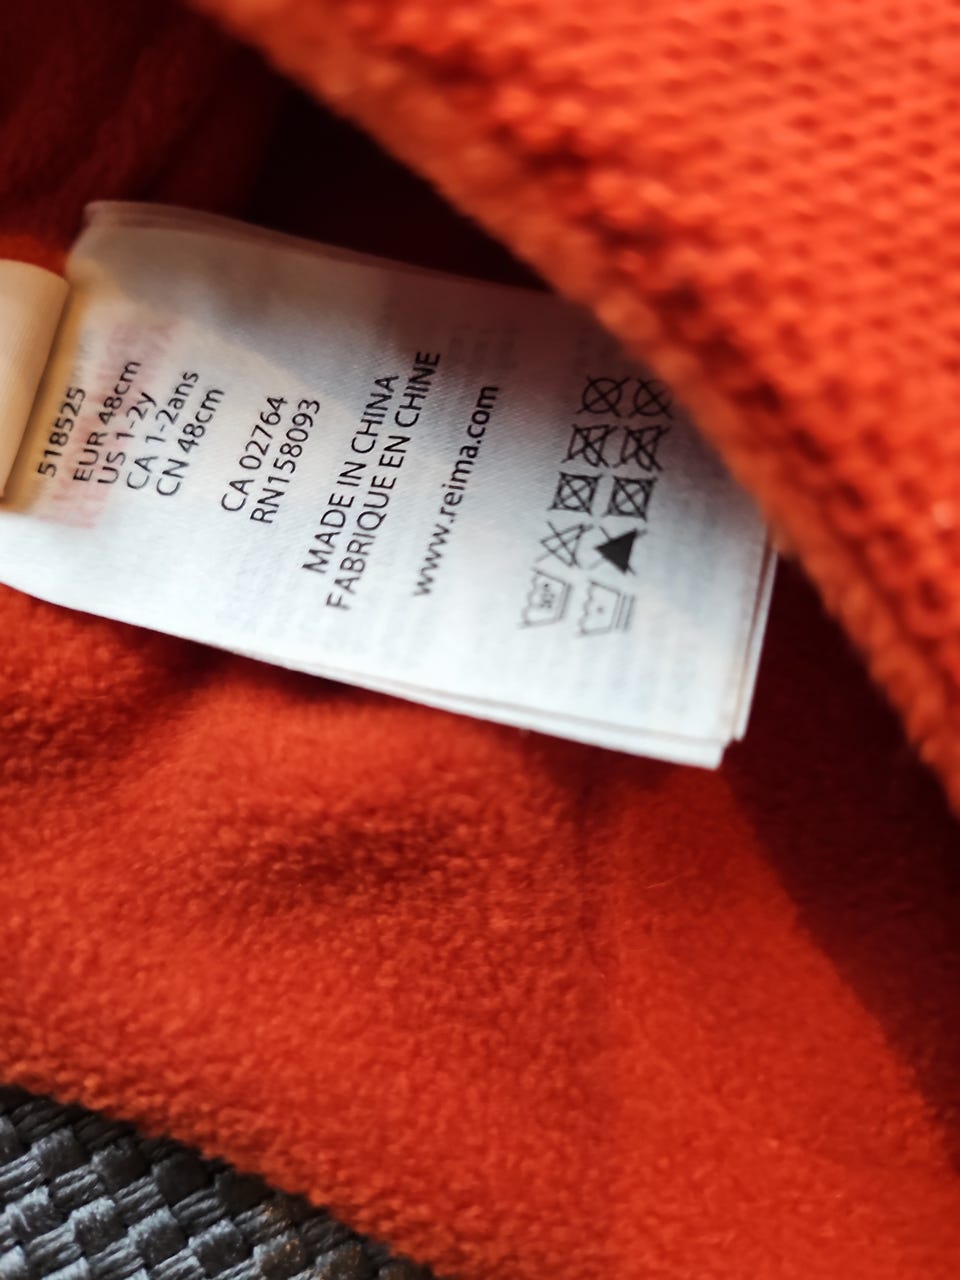 518525
EUR 48cm
US 1-2y
CA 1-2ans
CN 48cm
CA 02764
RN158093
MADE IN CHINA
FABRIQUE EN CHINE
www.reima.com
30°